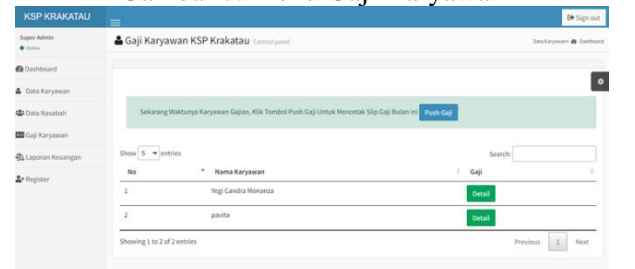 KSP KRAKATAU
Sign out
Super Admin
Online
Gaji Karyawan KSP Krakatau Control panel
Data Karyawan Dashboard
Dashboard
Data Karyawan
Data Nasabah
Gaji Karyawan
Laporan Keuangan
Register
Sekarang Waktunya Karyawan Gajian, Klik Tombol Push Gaji Untuk Mencetak Slip Gaji Bulan ini Push Gaji
Show 5 entries
Search:
No Nama Karyawan Gaji
1 Yegi Candra Monanza Detail
2 pavita Detail
Showing 1 to 2 of 2 entries
Previous 1 Next